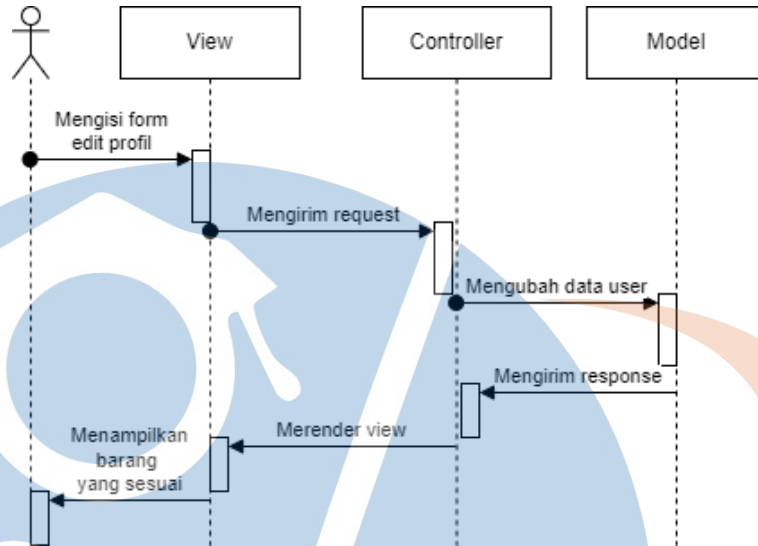 View
Controller
Model
Mengisi form
edit profil
Mengirim request
Mengubah data user
Mengirim response
Merender view
Menampilkan
barang
yang sesuai